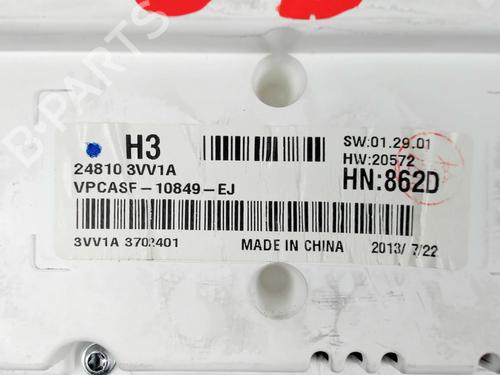 H3
SW:01.29.01
HW:20572
24810 3VV1A
HN:862D
VPCASF-10849-EJ
3VV1A 3702401
MADE IN CHINA
2013/ 7/22
B-PARTS